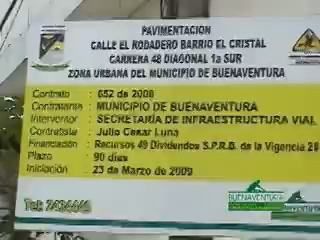 PAVIMENTACION
CALLE EL RODADERO BARRIO EL CRISTAL
CARRERA 48 DIAGONAL 1a SUR
ZONA URBANA DEL MUNICIPIO DE BUENAVENTURA
Contrato : 652 de 2008
Contratante : MUNICIPIO DE BUENAVENTURA
Interventor : SECRETARÍA DE INFRAESTRUCTURA VIAL
Contratista : Julio Cesar Luna
Financiación : Recursos 49 Dividendos S.P.R.B. de la Vigencia 20
Plazo : 90 dias
Iniciación : 23 de Marzo de 2009
Tel:
BUENAVENTURA